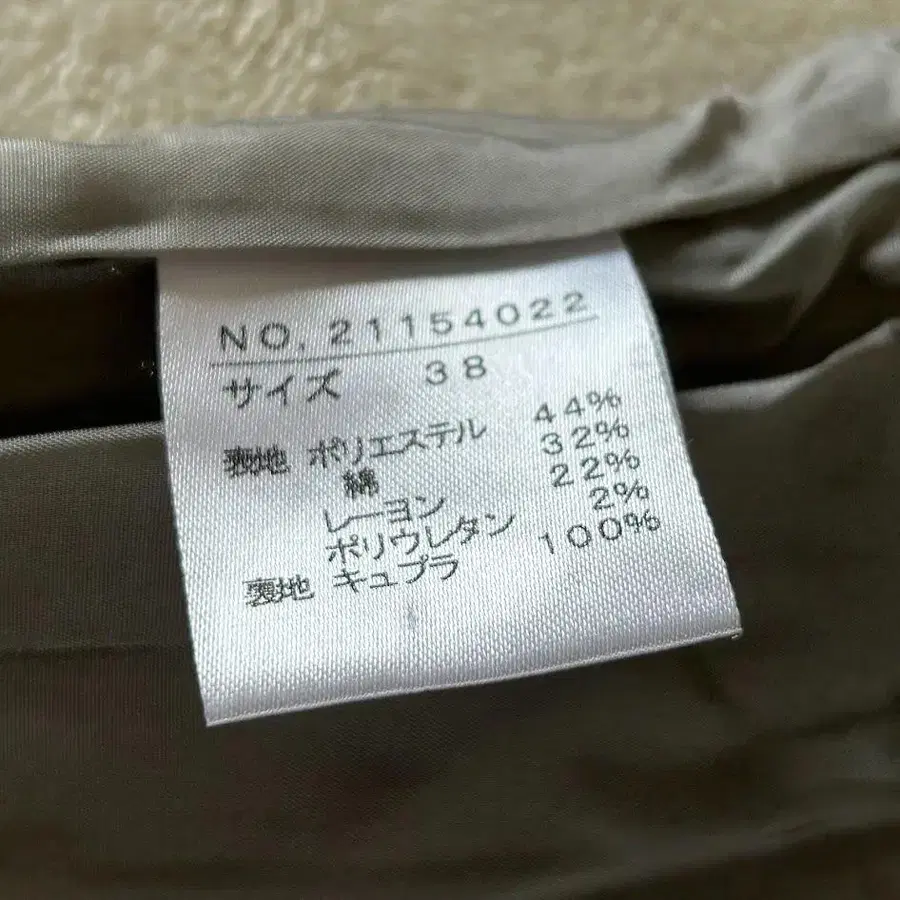 NO. 21154022
サイズ 38
表地 ポリエステル 44%
綿 32%
レーヨン 22%
ポリウレタン 2%
裏地 キュプラ 100%